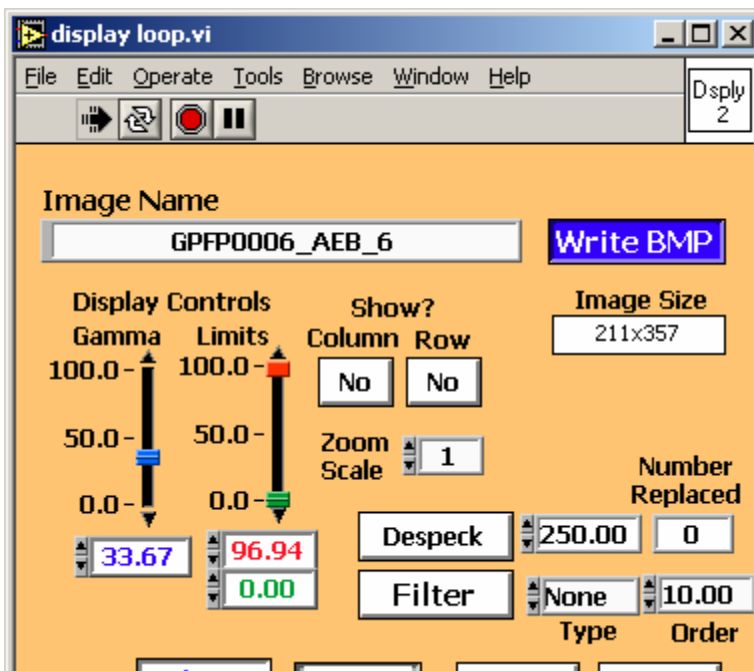 display loop.vi
File Edit Operate Tools Browse Window Help
Dsply
2
Image Name
GPFP0006_AEB_6
Write BMP
Display Controls
Gamma Limits
Show?
Column Row
Image Size
211x357
100.0 100.0
No No
50.0 50.0
Zoom
Scale
1
0.0 0.0
Number
Replaced
33.67
96.94
0.00
Despeck
250.00
0
Filter
None
10.00
Type Order